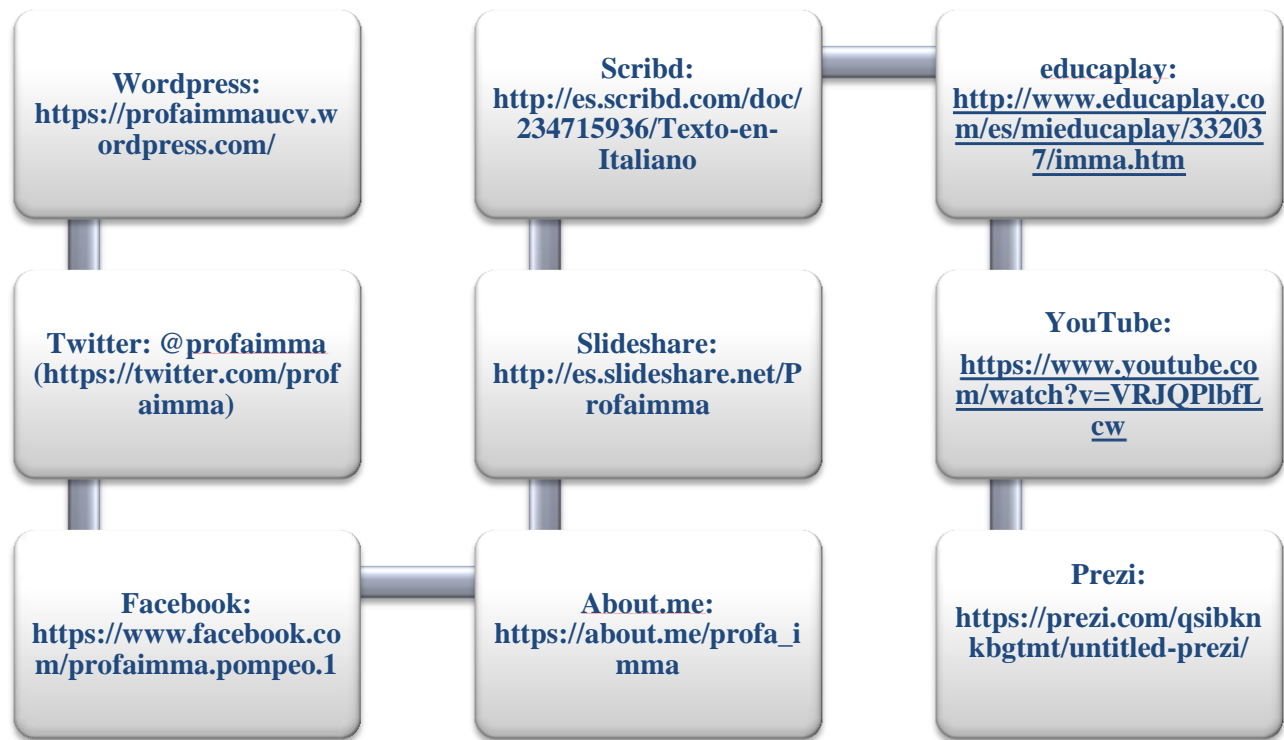 Wordpress:
https://profaimmaucv.w
ordpress.com/
Twitter: @profaimma
(https://twitter.com/prof
aimma)
Facebook:
https://www.facebook.co
m/profaimma.pompeo.1
About.me:
https://about.me/profa_i
mma
Slideshare:
http://es.slideshare.net/P
rofaimma
Scribd:
http://es.scribd.com/doc/
234715936/Texto-en-
Italiano
educaplay:
http://www.educaplay.co
m/es/mieducaplay/33203
7/imma.htm
YouTube:
https://www.youtube.co
m/watch?v=VRJQPlbfL
cw
Prezi:
https://prezi.com/qsibkn
kbgtmt/untitled-prezi/